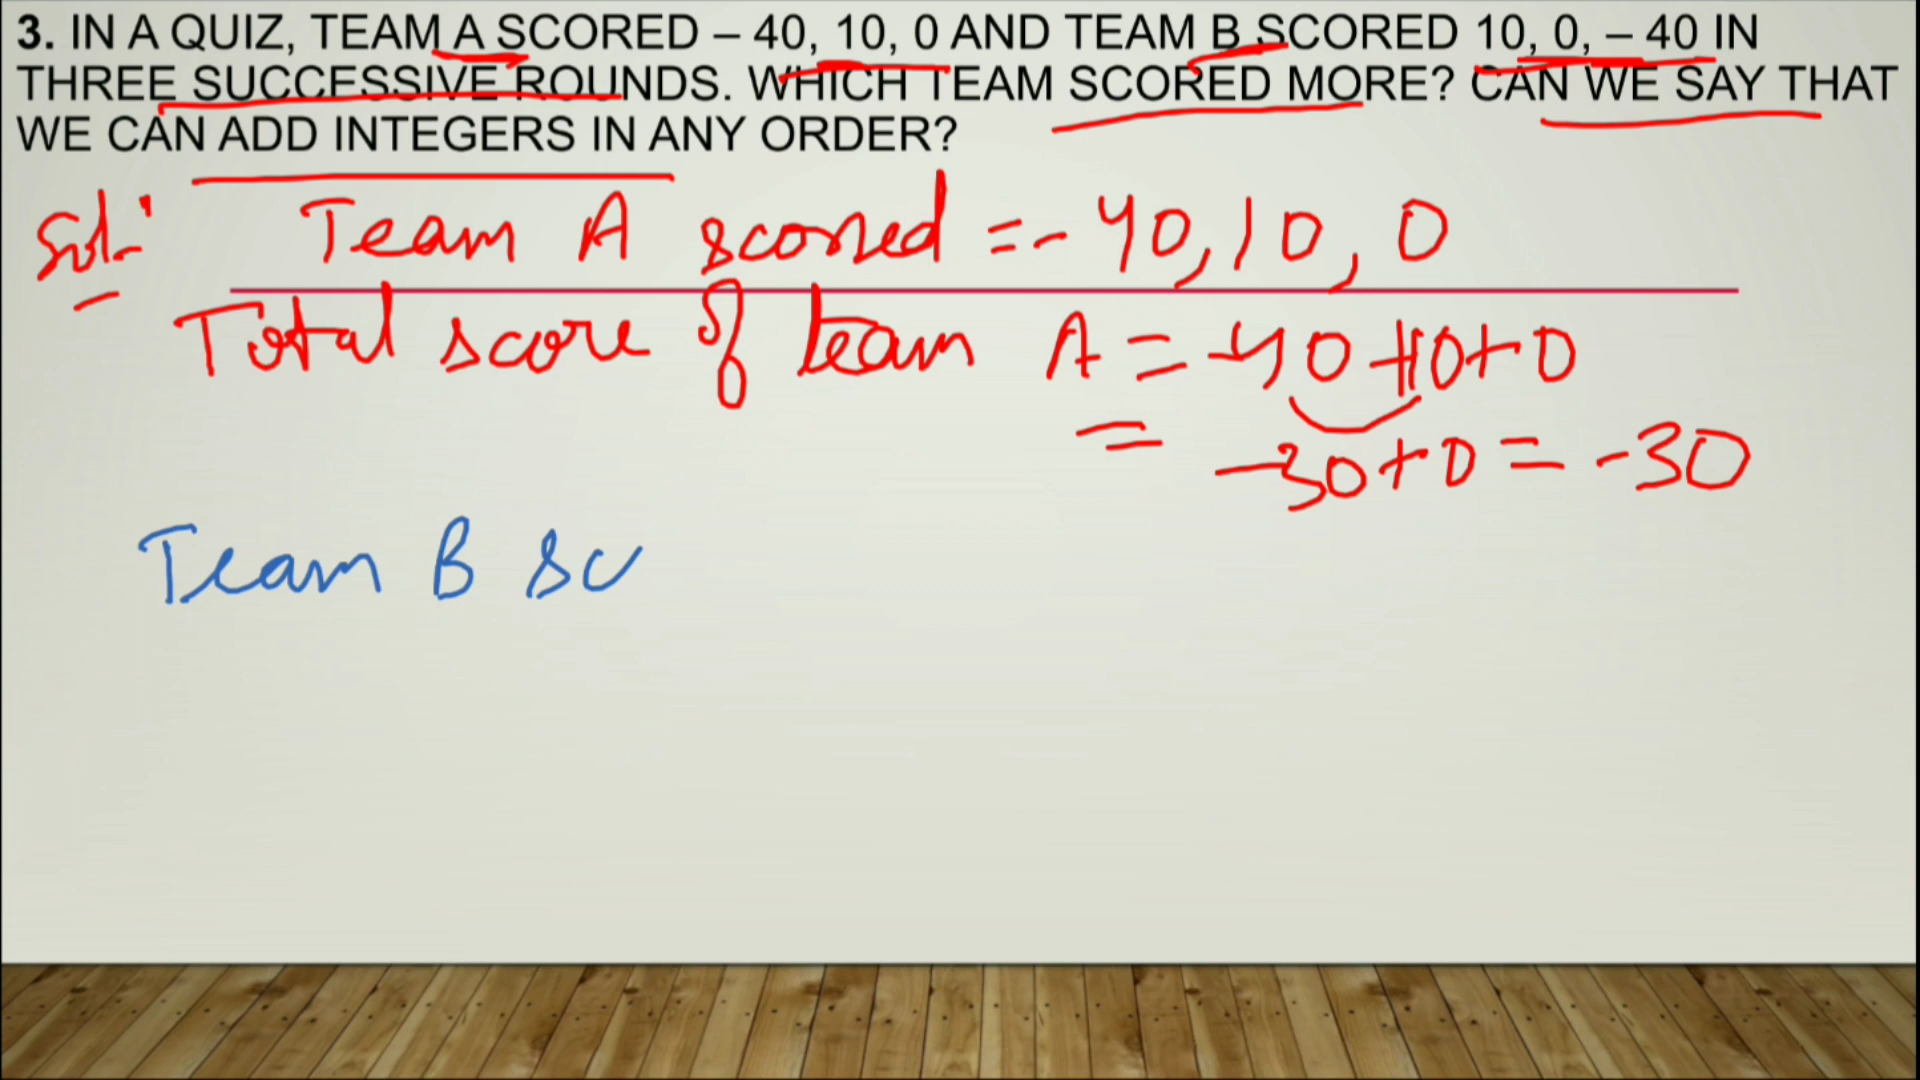 3. IN A QUIZ, TEAM A SCORED – 40, 10, 0 AND TEAM B SCORED 10, 0, – 40 IN
THREE SUCCESSIVE ROUNDS. WHICH TEAM SCORED MORE? CAN WE SAY THAT
WE CAN ADD INTEGERS IN ANY ORDER?
Sol:- Team A scored = -40, 10, 0
Total score of team A = -40+10+0
= -30+0 = -30
Team B sc